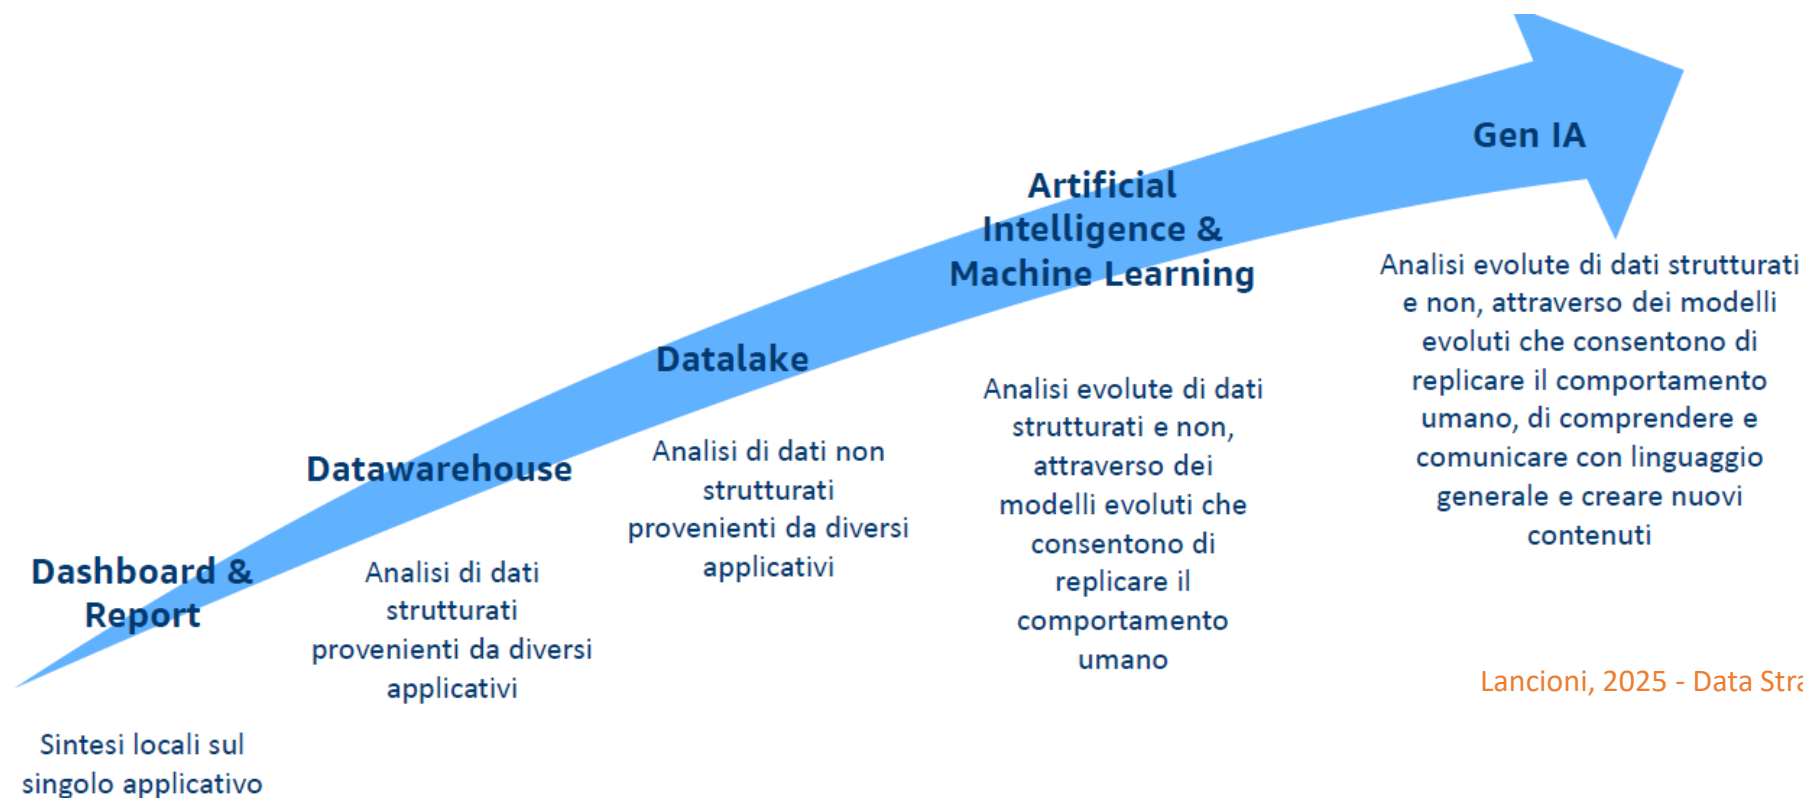 Dashboard &
Report
Sintesi locali sul
singolo applicativo
Datawarehouse
Analisi di dati
strutturati
provenienti da diversi
applicativi
Datalake
Analisi di dati non
strutturati
provenienti da diversi
applicativi
Artificial
Intelligence &
Machine Learning
Analisi evolute di dati
strutturati e non,
attraverso dei
modelli evoluti che
consentono di
replicare il
comportamento
umano
Gen IA
Analisi evolute di dati strutturati
e non, attraverso dei modelli
evoluti che consentono di
replicare il comportamento
umano, di comprendere e
comunicare con linguaggio
generale e creare nuovi
contenuti
Lancioni, 2025 - Data